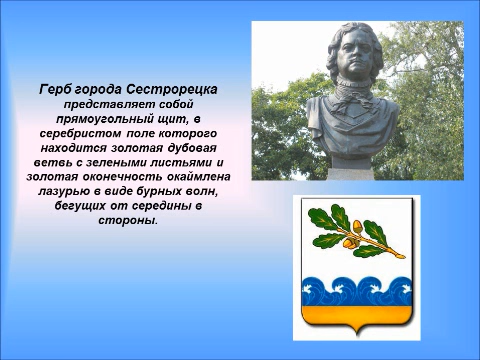 Герб города Сестрорецка
представляет собой
прямоугольный щит, в
серебристом поле которого
находится золотая дубовая
ветвь с зелеными листьями и
золотая оконечность окаймлена
лазурью в виде бурных волн,
бегущих от середины в
стороны.